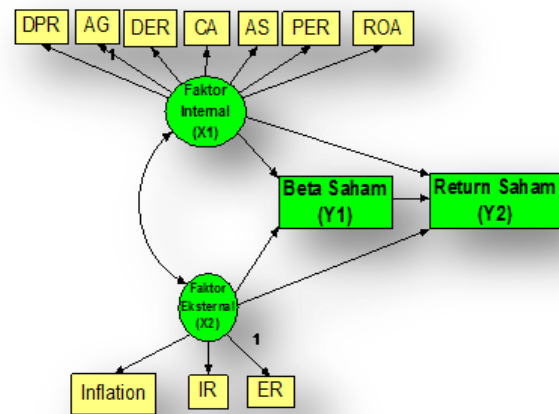 DPR
AG
DER
CA
AS
PER
ROA
1
Faktor
Internal
(X1)
Beta Saham
(Y1)
Return Saham
(Y2)
Faktor
Eksternal
(X2)
1
Inflation
IR
ER